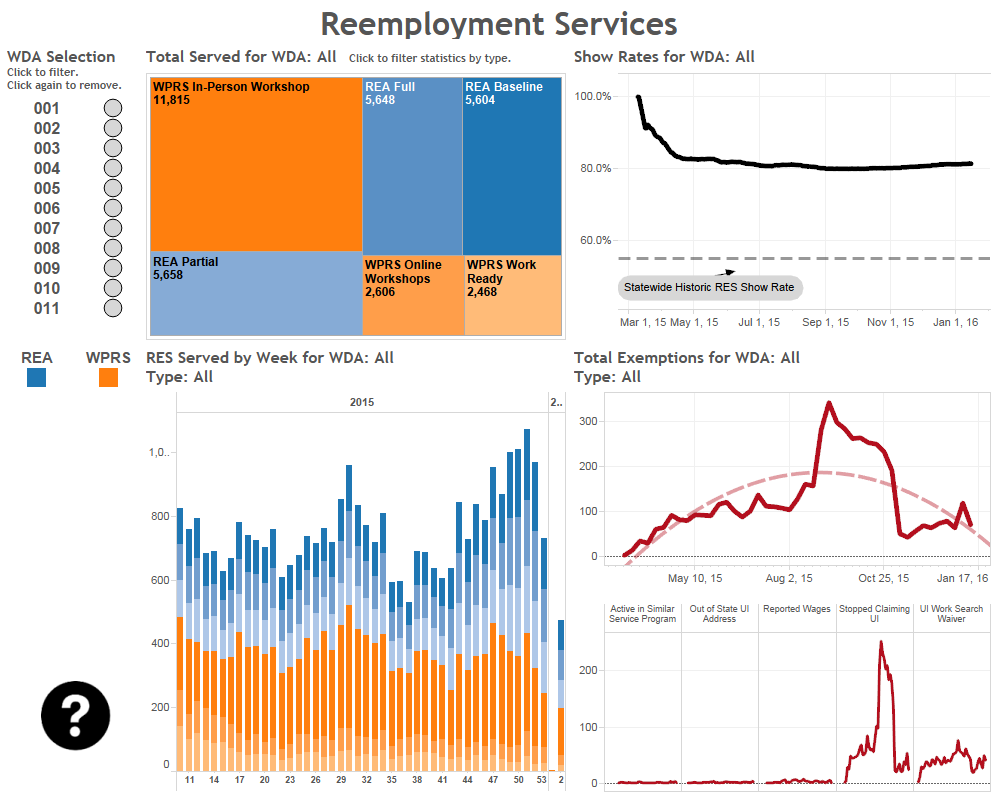 Reemployment Services
WDA Selection
Click to filter.
Click again to remove.
001
002
003
004
005
006
007
008
009
010
011
REA WPRS
Total Served for WDA: All Click to filter statistics by type.
WPRS In-Person Workshop
11,815
REA Full
5,648
REA Baseline
5,604
REA Partial
5,658
WPRS Online
Workshops
2,606
WPRS Work
Ready
2,468
Show Rates for WDA: All
100.0%
80.0%
60.0%
Statewide Historic RES Show Rate
Mar 1, 15 May 1, 15 Jul 1, 15 Sep 1, 15 Nov 1, 15 Jan 1, 16
RES Served by Week for WDA: All
Type: All
2015 2..
1,0..
800
600
400
200
0
11 14 17 20 23 26 29 32 35 38 41 44 47 50 53 2
Total Exemptions for WDA: All
Type: All
300
200
100
0
May 10, 15 Aug 2, 15 Oct 25, 15 Jan 17, 16
Active in Similar
Service Program
Out of State UI
Address
Reported Wages
Stopped Claiming
UI
UI Work Search
Waiver
200
100
0
?